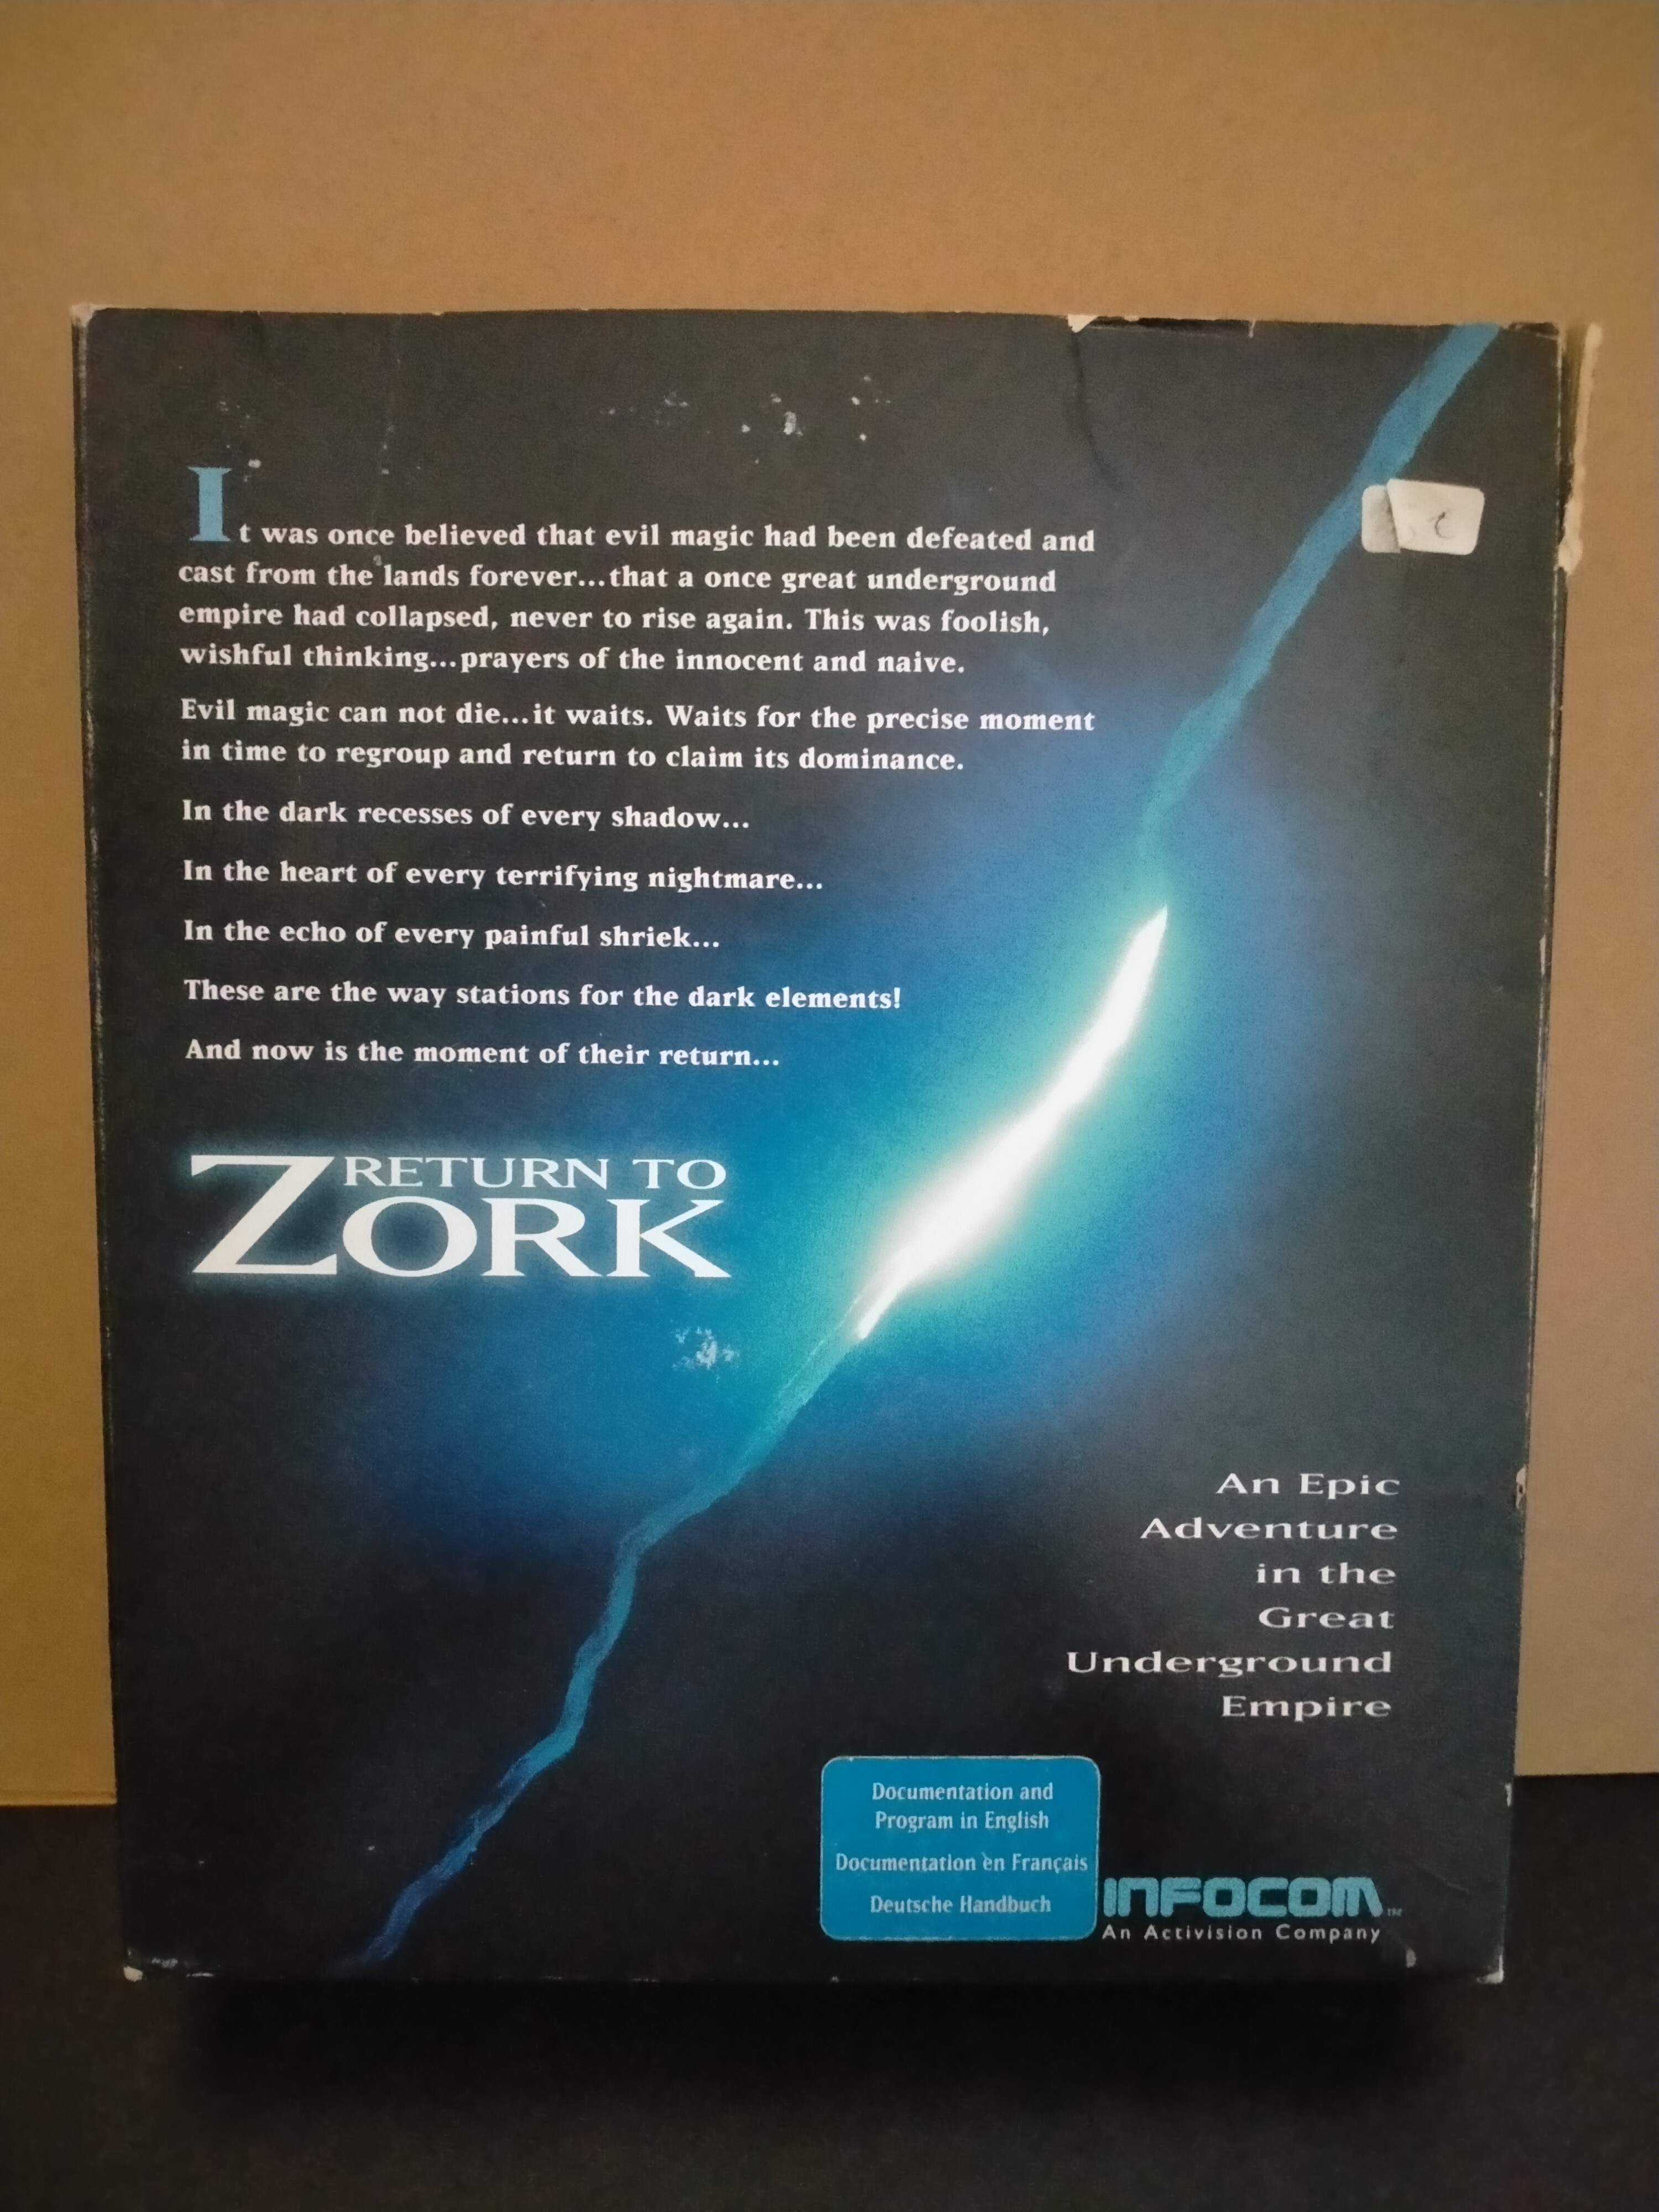 It was once believed that evil magic had been defeated and
cast from the lands forever...that a once great underground
empire had collapsed, never to rise again. This was foolish,
wishful thinking...prayers of the innocent and naive.
Evil magic can not die...it waits. Waits for the precise moment
in time to regroup and return to claim its dominance.
In the dark recesses of every shadow...
In the heart of every terrifying nightmare...
In the echo of every painful shriek...
These are the way stations for the dark elements!
And now is the moment of their return...
RETURN TO
ZORK
An Epic
Adventure
in the
Great
Underground
Empire
Documentation and
Program in English
Documentation en Français
Deutsche Handbuch
INFOCOM™
An Activision Company